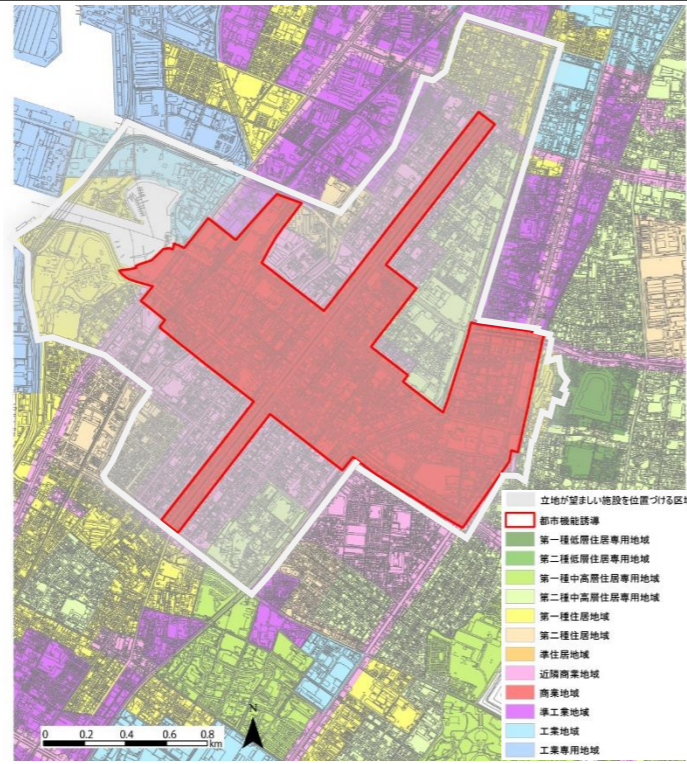 立地が望ましい施設を位置づける区
都市機能誘導
第一種低層住居専用地域
第二種低層住居専用地域
第一種中高層住居専用地域
第二種中高層住居専用地域
第一種住居地域
第二種住居地域
準住居地域
近隣商業地域
商業地域
準工業地域
工業地域
工業専用地域
N
0 0.2 0.4 0.6 0.8
km